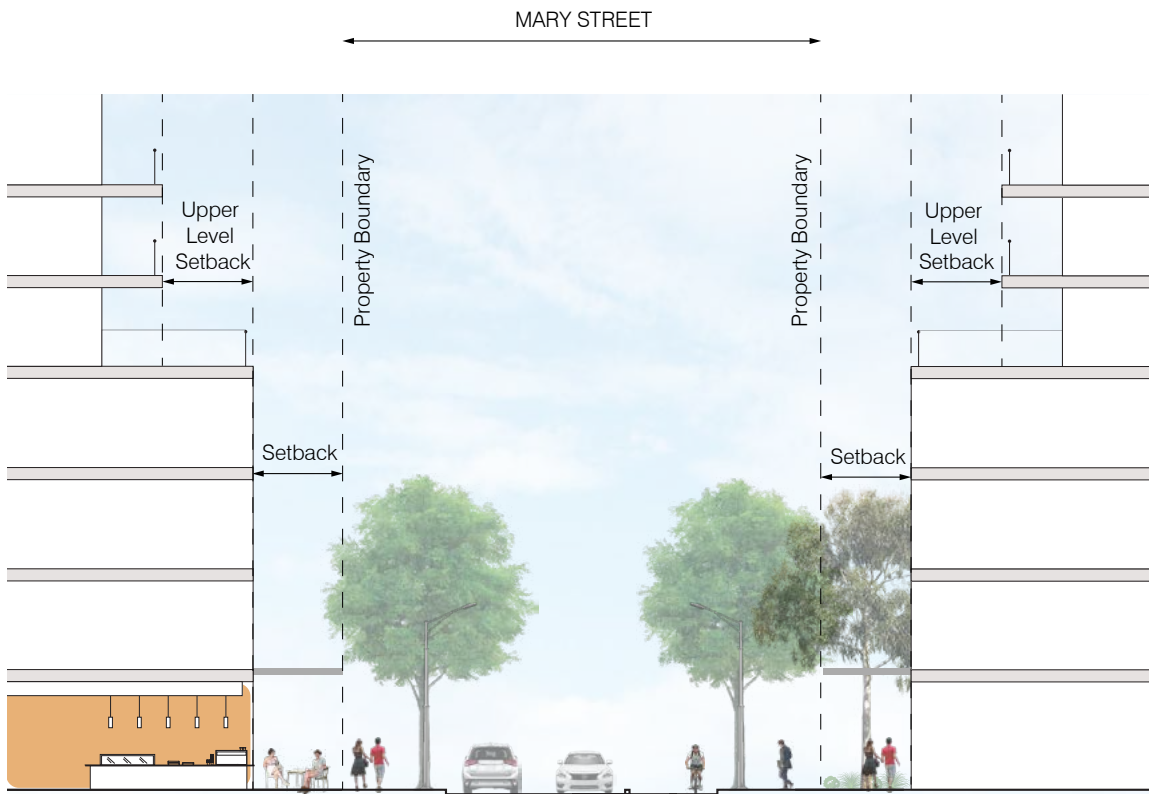 MARY STREET
Property Boundary
Property Boundary
Upper
Level
Setback
Upper
Level
Setback
Setback
Setback